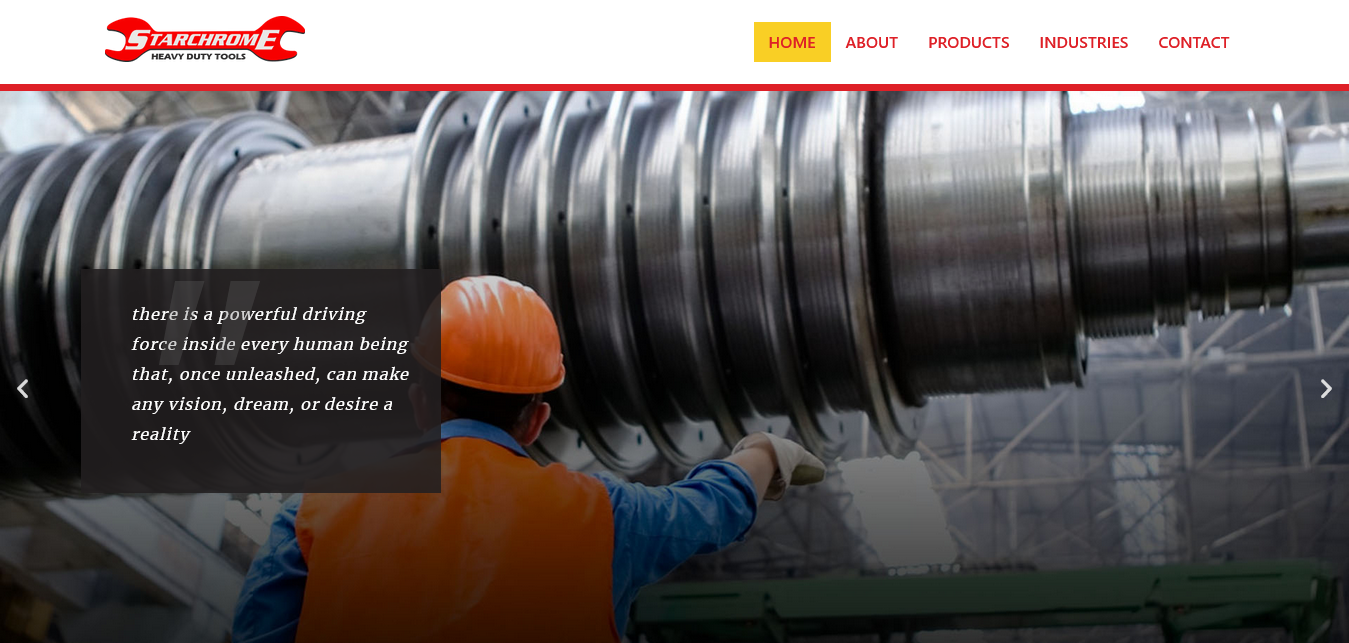 STARCHROME
HEAVY DUTY TOOLS
HOME ABOUT PRODUCTS INDUSTRIES CONTACT
there is a powerful driving
force inside every human being
that, once unleashed, can make
any vision, dream, or desire a
reality